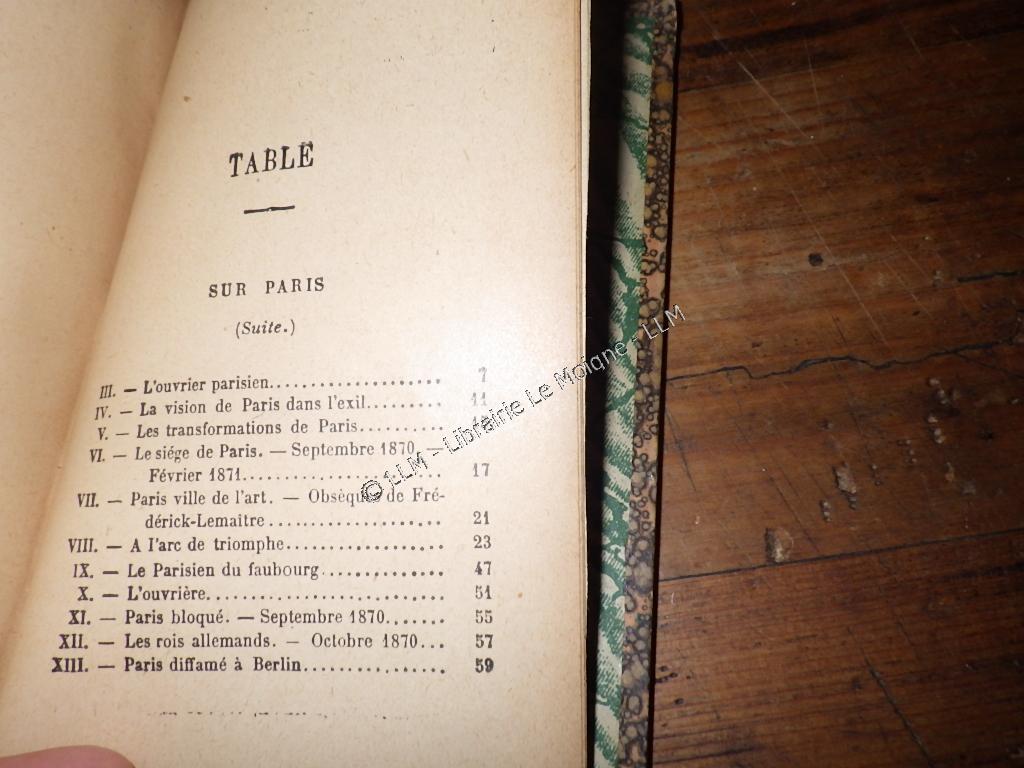 TABLE
SUR PARIS
(Suite.)
III. — L'ouvrier parisien.................... 7
IV. — La vision de Paris dans l'exil......... 11
V. — Les transformations de Paris..........
VI. — Le siége de Paris. — Septembre 1870. —
Février 1871....................... 17
VII. — Paris ville de l'art. — Obsèques de Fré-
dérick-Lemaître.................... 21
VIII. — A l'arc de triomphe.................. 23
IX. — Le Parisien du faubourg.............. 47
X. — L'ouvrière........................... 51
XI. — Paris bloqué. — Septembre 1870....... 55
XII. — Les rois allemands. — Octobre 1870... 57
XIII. — Paris diffamé à Berlin................ 59
© LLM - Librairie Le Moigne - LLM